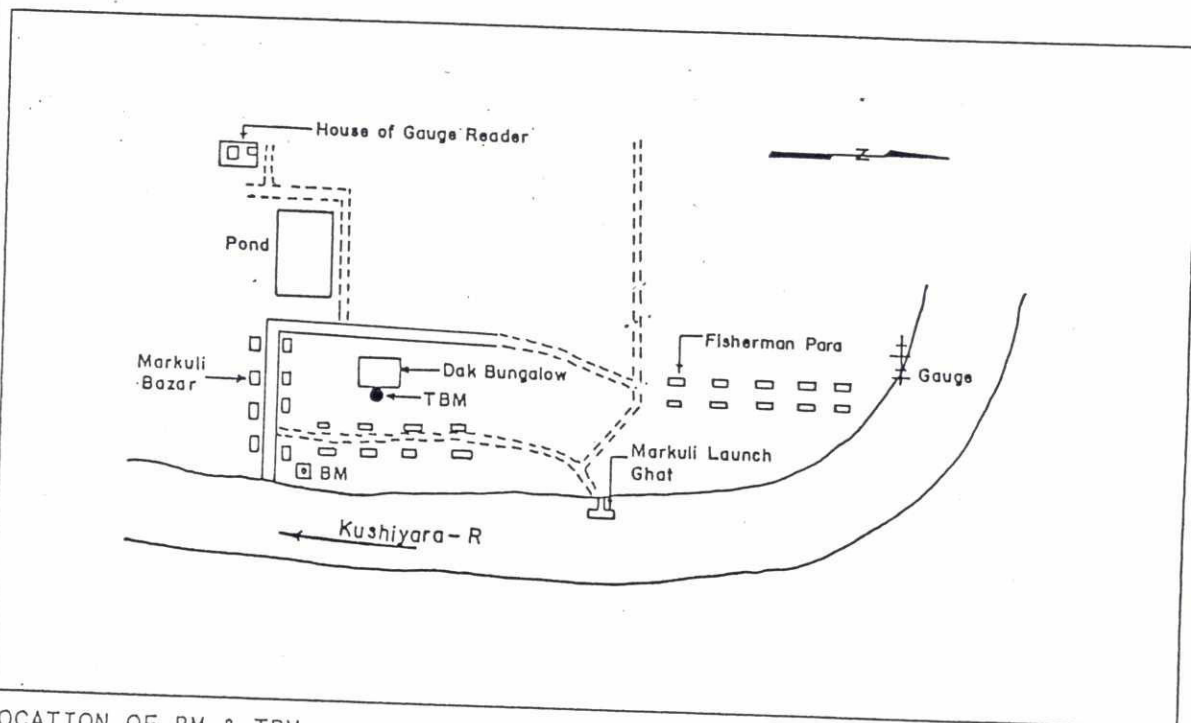 House of Gauge Reader
N
Pond
Markuli
Bazar
Dak Bungalow
TBM
Fisherman Para
Gauge
BM
Markuli Launch
Ghat
Kushiyara-R
OCATION OF BM & TBM